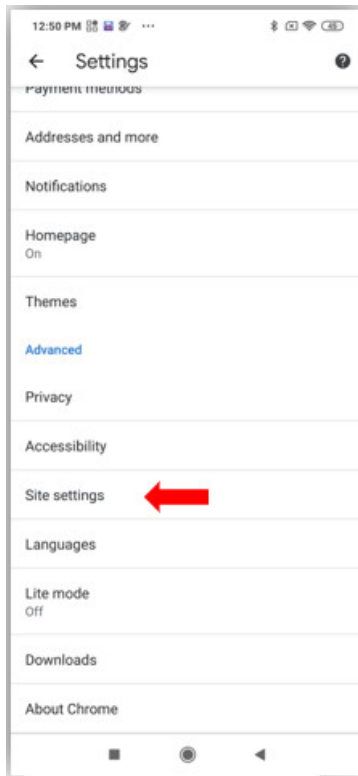 12:50 PM
Settings
Payment methods
Addresses and more
Notifications
Homepage
On
Themes
Advanced
Privacy
Accessibility
Site settings
Languages
Lite mode
Off
Downloads
About Chrome